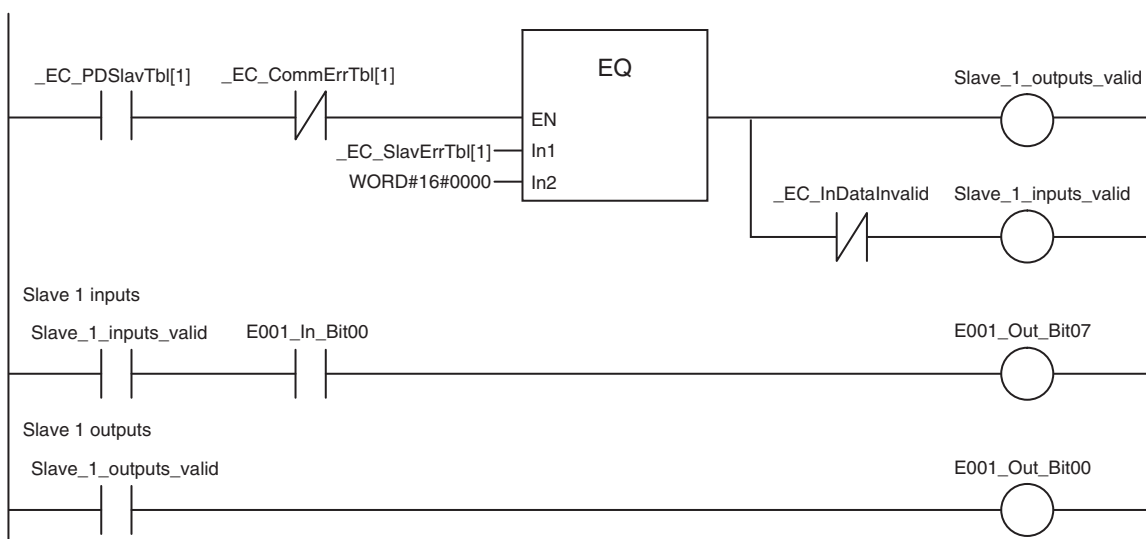 EQ
_EC_PDSlavTbl[1] _EC_CommErrTbl[1] Slave_1_outputs_valid
EN
_EC_SlavErrTbl[1] In1
WORD#16#0000 In2
_EC_InDataInvalid Slave_1_inputs_valid
Slave 1 inputs
Slave_1_inputs_valid E001_In_Bit00 E001_Out_Bit07
Slave 1 outputs
Slave_1_outputs_valid E001_Out_Bit00